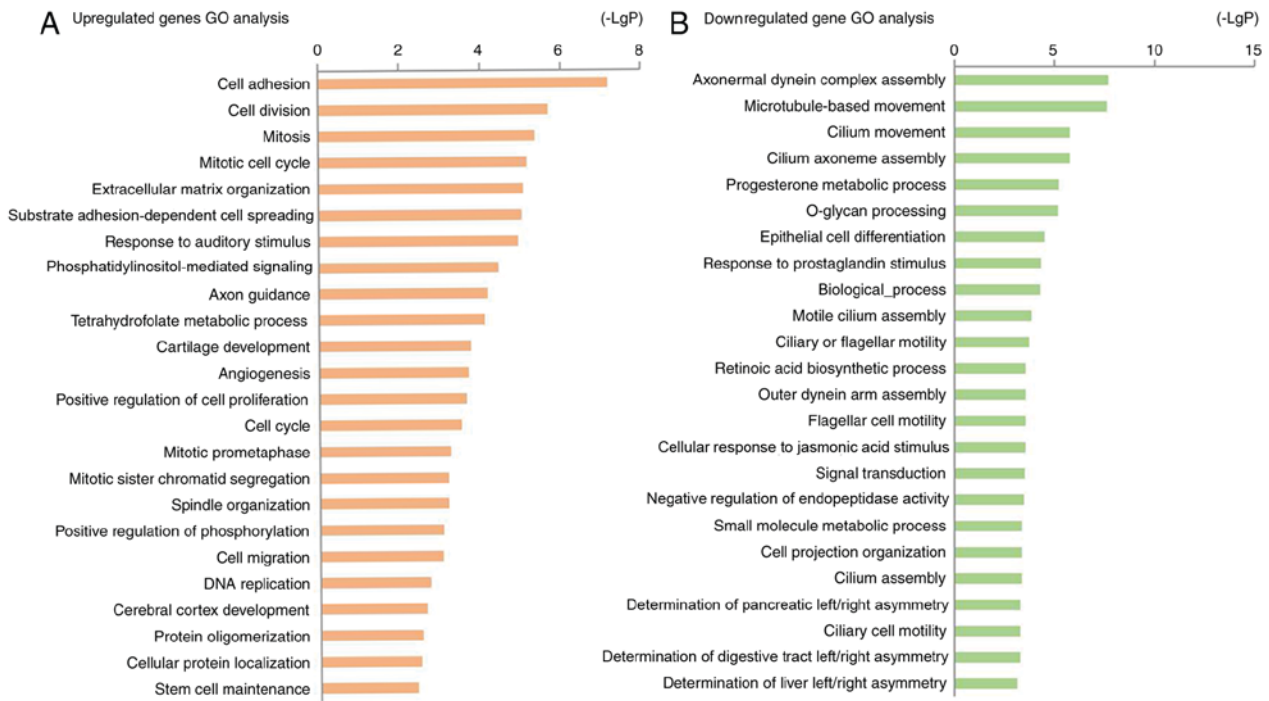 A Upregulated genes GO analysis (-LgP)
0 2 4 6 8
Cell adhesion
Cell division
Mitosis
Mitotic cell cycle
Extracellular matrix organization
Substrate adhesion-dependent cell spreading
Response to auditory stimulus
Phosphatidylinositol-mediated signaling
Axon guidance
Tetrahydrofolate metabolic process
Cartilage development
Angiogenesis
Positive regulation of cell proliferation
Cell cycle
Mitotic prometaphase
Mitotic sister chromatid segregation
Spindle organization
Positive regulation of phosphorylation
Cell migration
DNA replication
Cerebral cortex development
Protein oligomerization
Cellular protein localization
Stem cell maintenance
B Downregulated gene GO analysis (-LgP)
0 5 10 15
Axonermal dynein complex assembly
Microtubule-based movement
Cilium movement
Cilium axoneme assembly
Progesterone metabolic process
O-glycan processing
Epithelial cell differentiation
Response to prostaglandin stimulus
Biological_process
Motile cilium assembly
Ciliary or flagellar motility
Retinoic acid biosynthetic process
Outer dynein arm assembly
Flagellar cell motility
Cellular response to jasmonic acid stimulus
Signal transduction
Negative regulation of endopeptidase activity
Small molecule metabolic process
Cell projection organization
Cilium assembly
Determination of pancreatic left/right asymmetry
Ciliary cell motility
Determination of digestive tract left/right asymmetry
Determination of liver left/right asymmetry